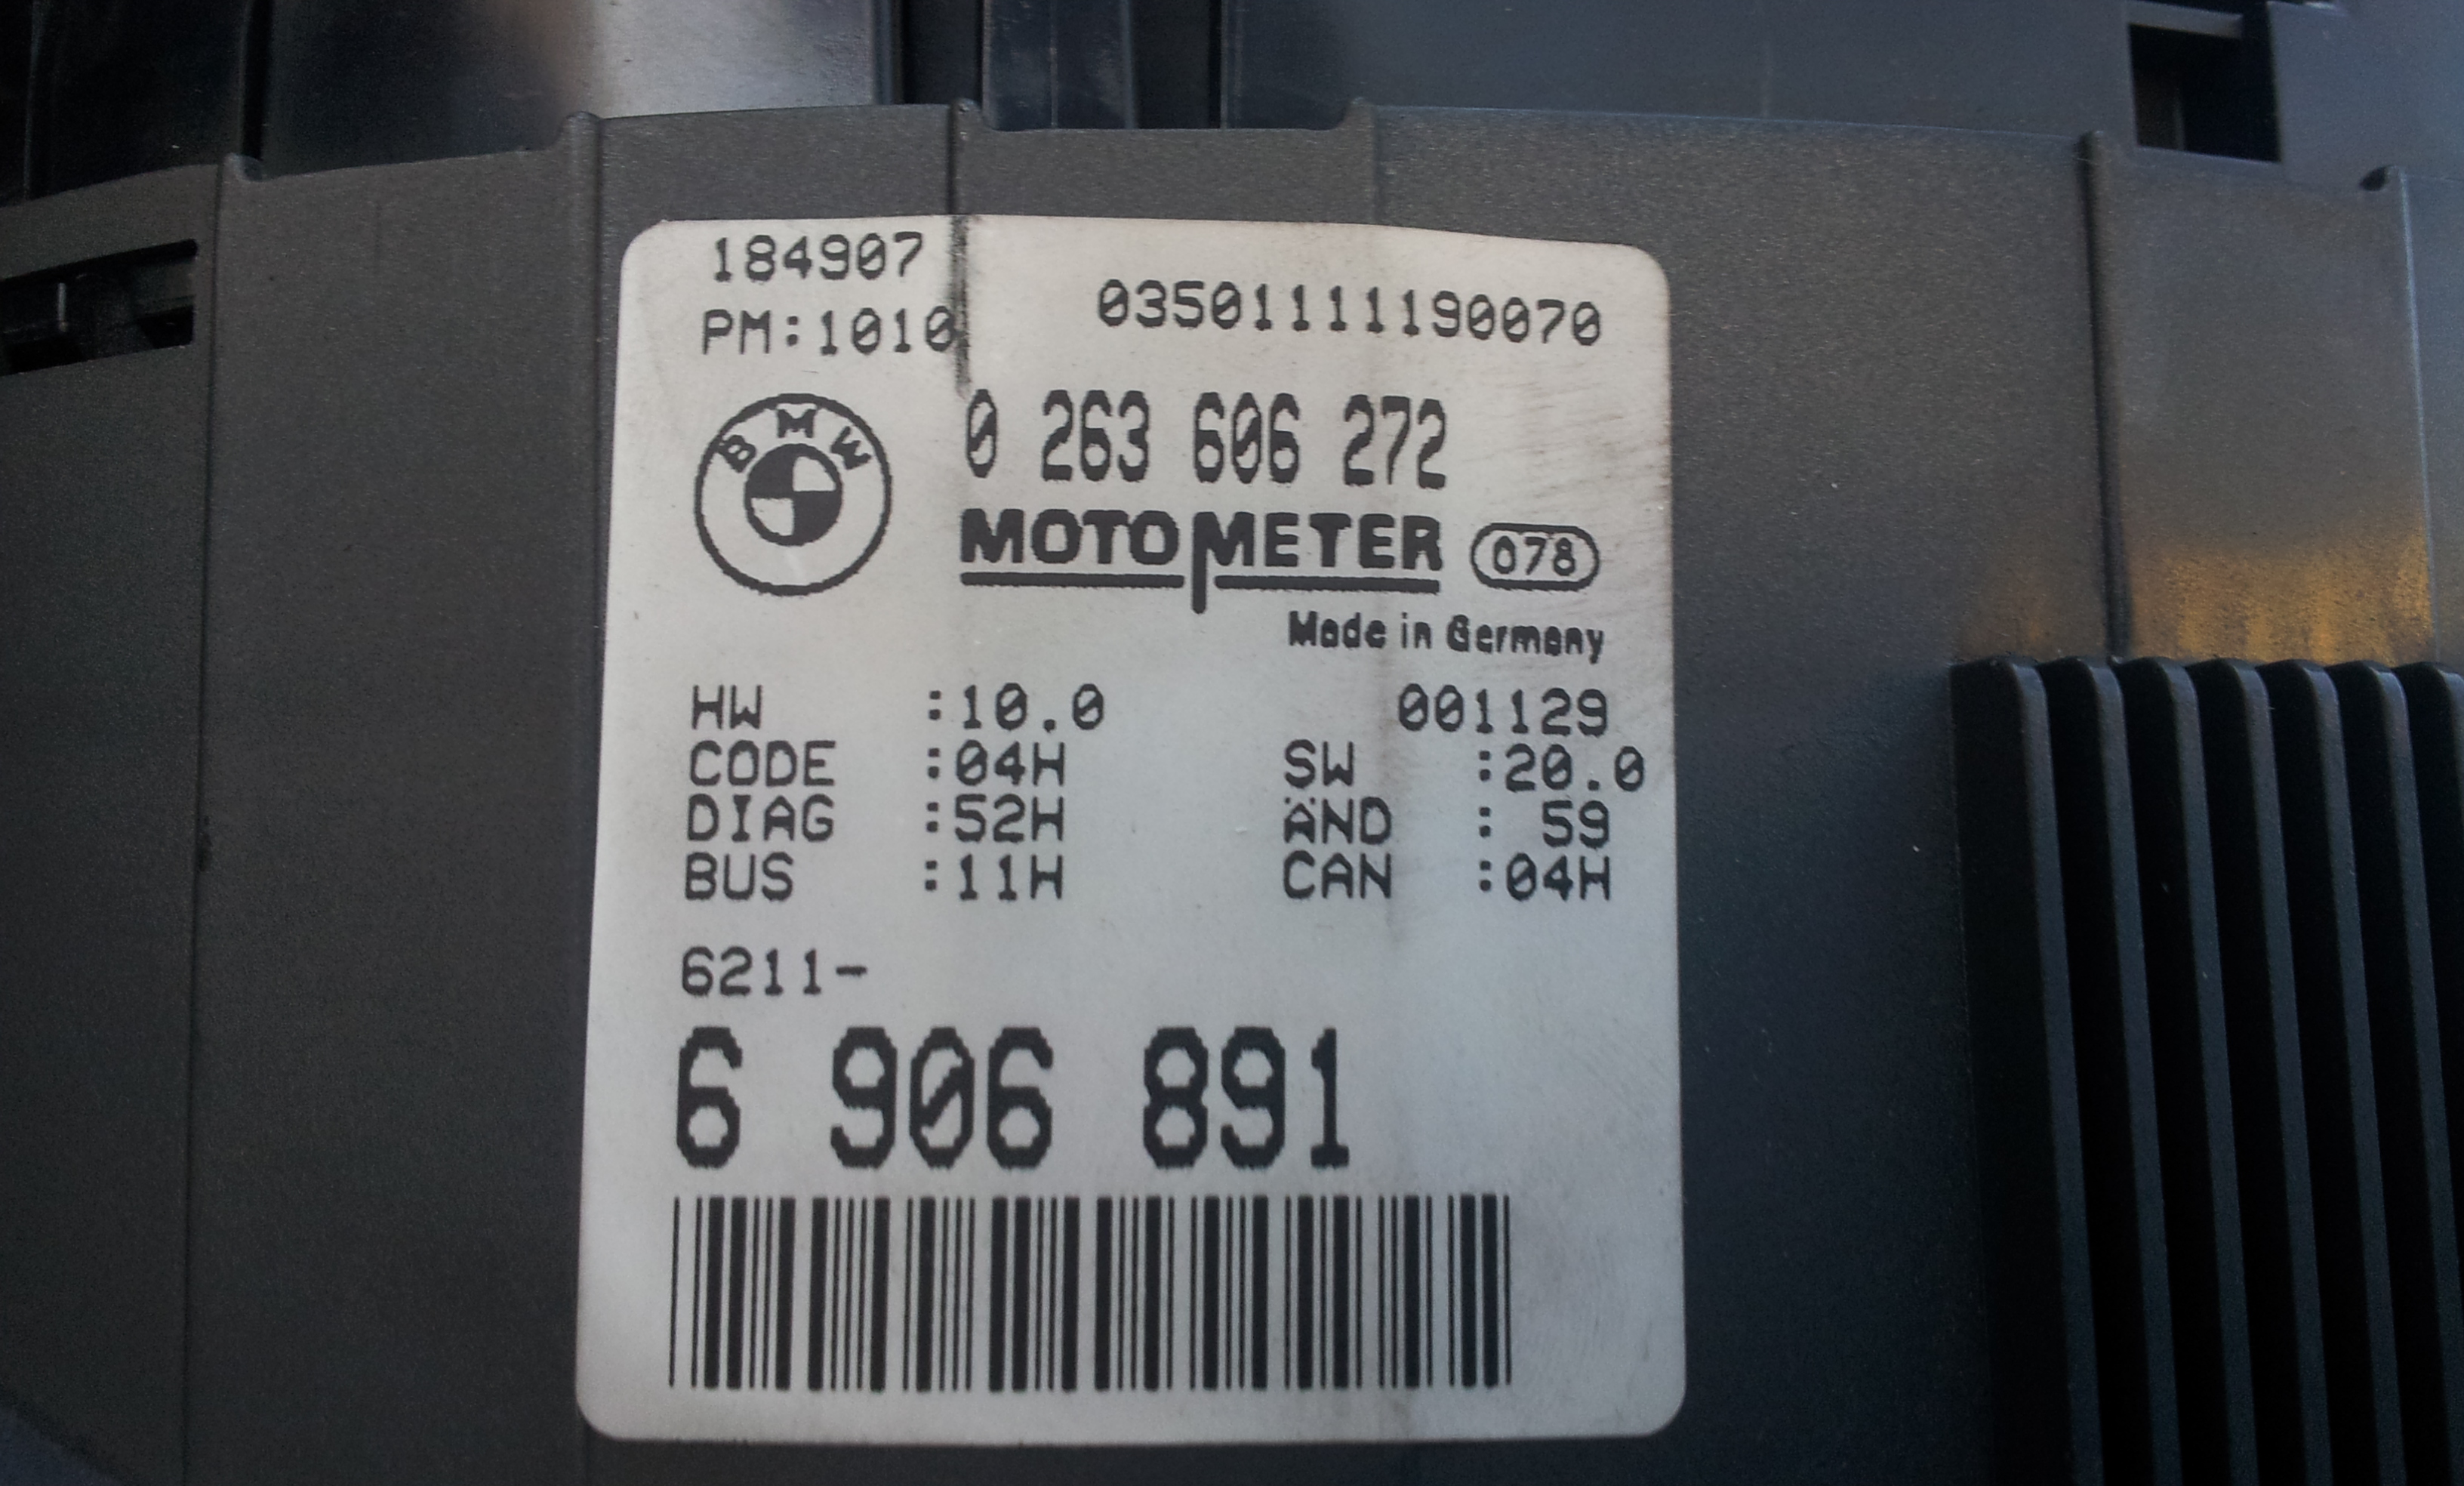 184907
PM:1010
03501111190070
BMW
0 263 606 272
MOTOMETER 078
Made in Germany
HW :10.0 001129
CODE :04H SW :20.0
DIAG :52H ÄND : 59
BUS :11H CAN :04H
6211-
6 906 891